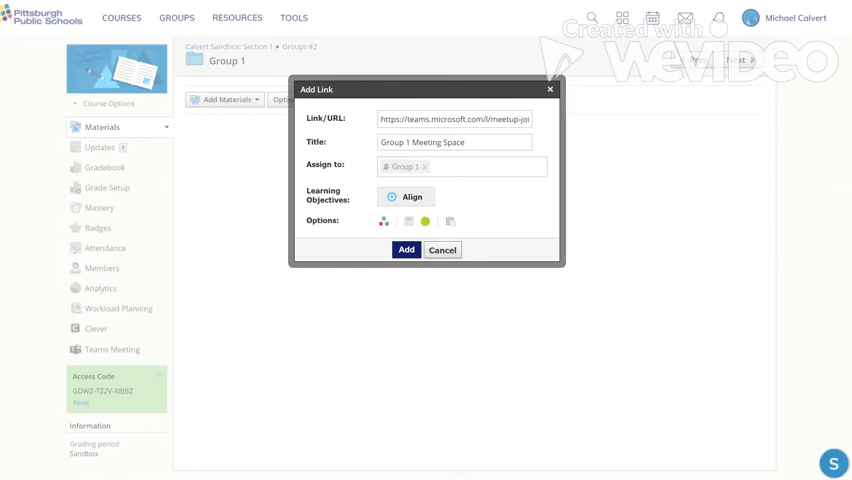 Pittsburgh
Public Schools
COURSES
GROUPS
RESOURCES
TOOLS
Michael Calvert
Created with
WeVideo
Calvert Sandbox: Section 1 › Groups #2
Group 1
Prev
Next
Course Options
Add Materials
Optio
Materials
Updates 1
Gradebook
Grade Setup
Mastery
Badges
Attendance
Members
Analytics
Workload Planning
Clever
Teams Meeting
Access Code
GDWZ-TZ2V-X8JBZ
Reset
Information
Grading period
Sandbox
Add Link
Link/URL: https://teams.microsoft.com/l/meetup-joi
Title: Group 1 Meeting Space
Assign to: Group 1 x
Learning
Objectives:
Align
Options:
Add Cancel
S